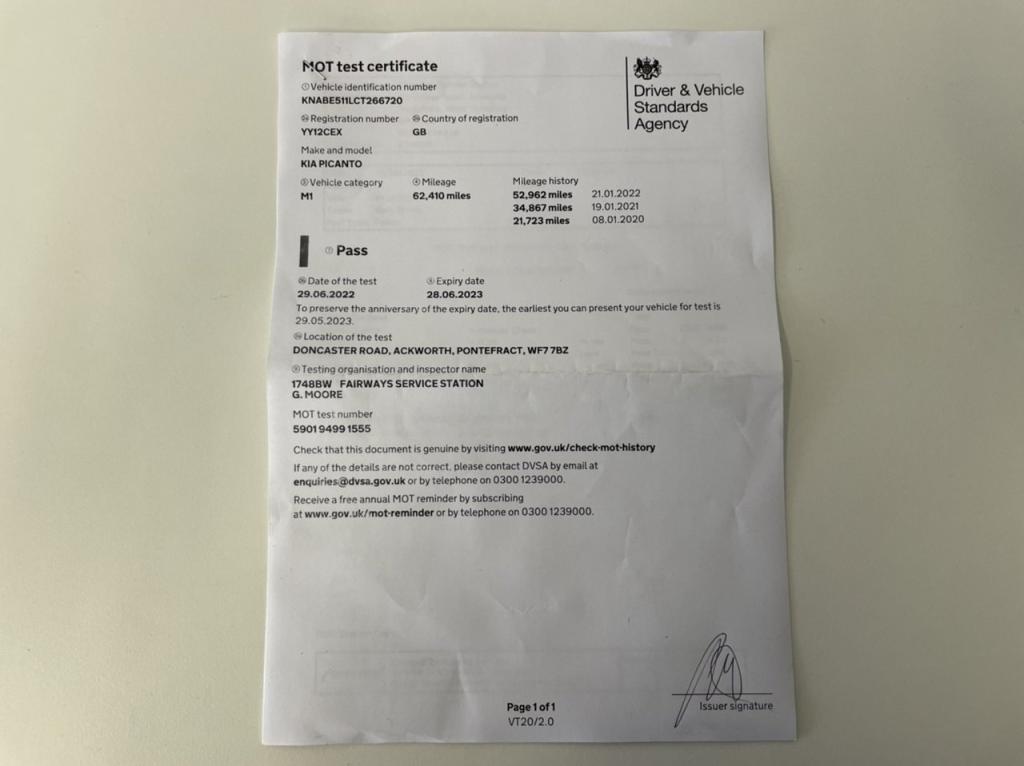 MOT test certificate
Driver & Vehicle
Standards
Agency
Vehicle identification number
KNABE511LCT266720
Registration number Country of registration
YY12CEX GB
Make and model
KIA PICANTO
Vehicle category Mileage Mileage history
M1 62,410 miles 52,962 miles 21.01.2022
34,867 miles 19.01.2021
21,723 miles 08.01.2020
Pass
Date of the test Expiry date
29.06.2022 28.06.2023
To preserve the anniversary of the expiry date, the earliest you can present your vehicle for test is
29.05.2023.
Location of the test
DONCASTER ROAD, ACKWORTH, PONTEFRACT, WF7 7BZ
Testing organisation and inspector name
1748BW FAIRWAYS SERVICE STATION
G. MOORE
MOT test number
5901 9499 1555
Check that this document is genuine by visiting www.gov.uk/check-mot-history
If any of the details are not correct, please contact DVSA by email at
enquiries@dvsa.gov.uk or by telephone on 0300 1239000.
Receive a free annual MOT reminder by subscribing
at www.gov.uk/mot-reminder or by telephone on 0300 1239000.
Issuer signature
Page 1 of 1
VT20/2.0